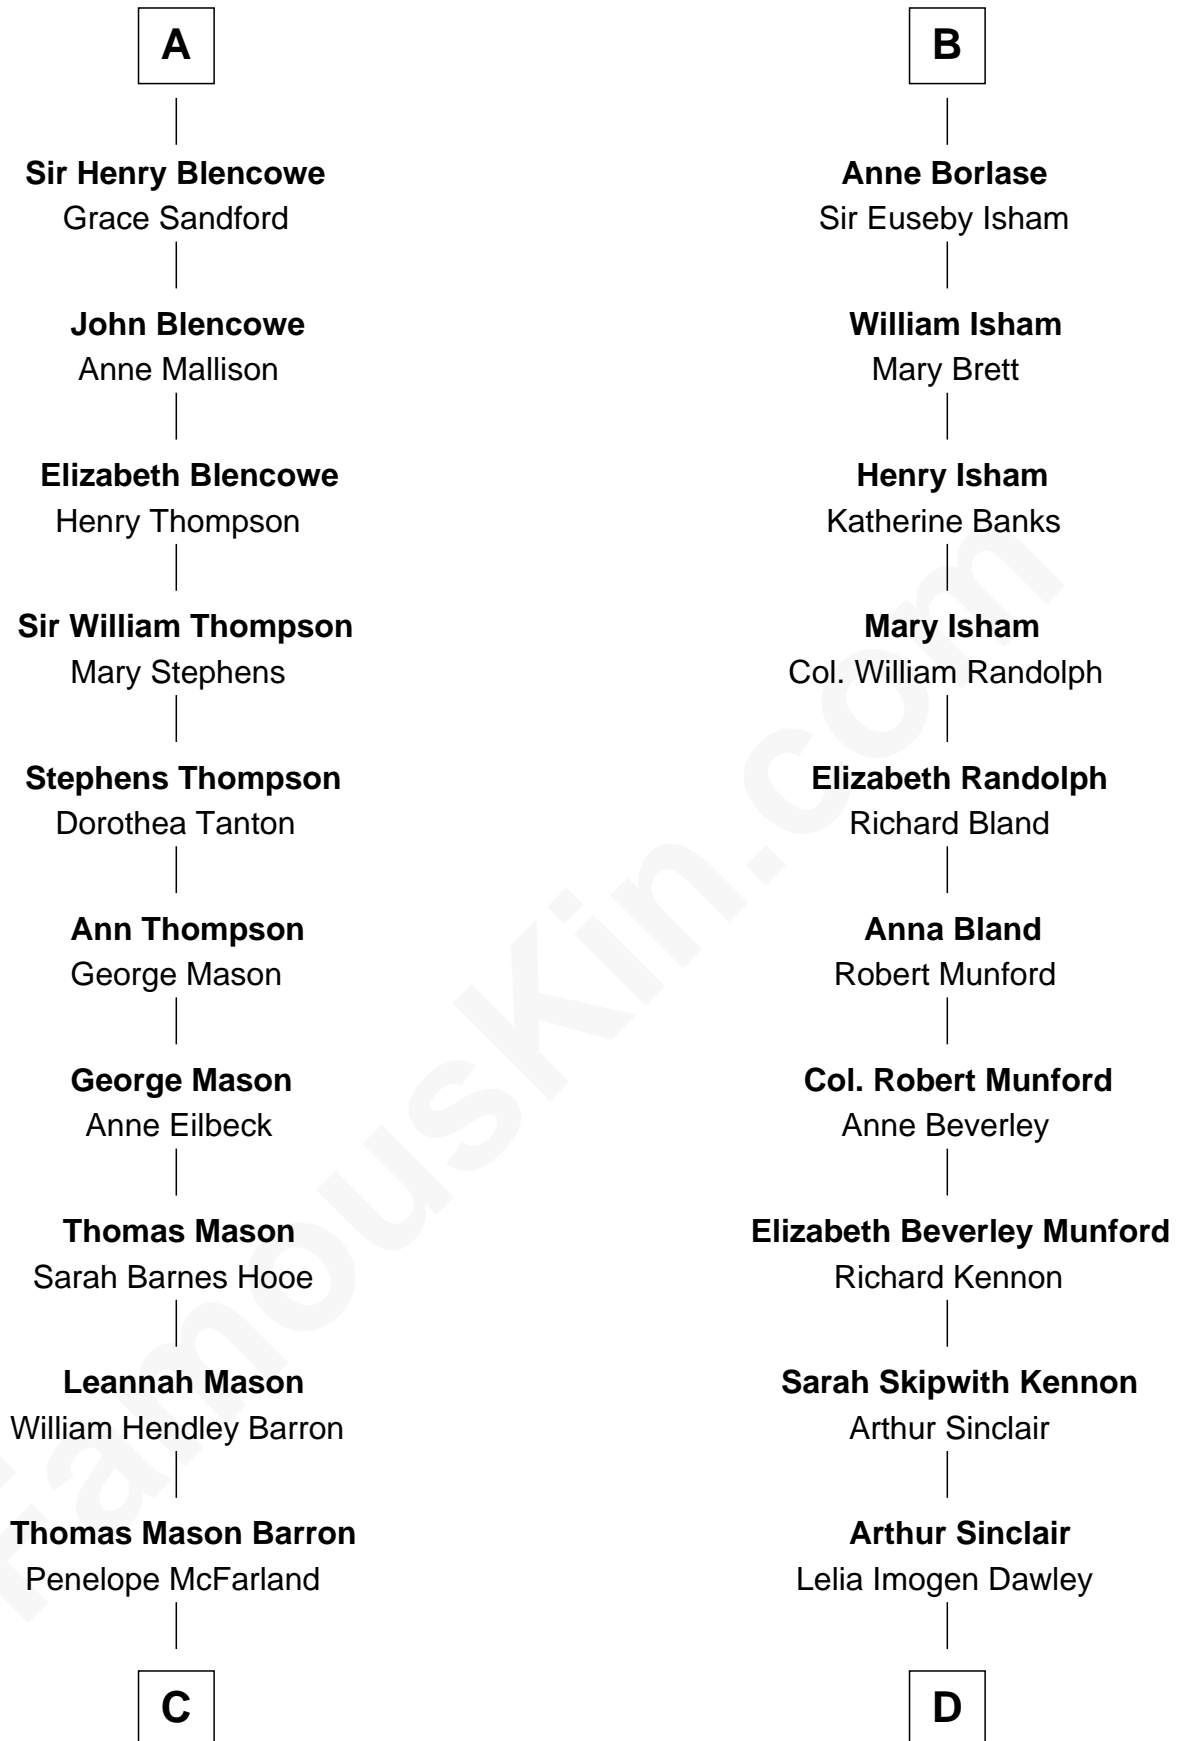 A
Sir Henry Blencowe
Grace Sandford
John Blencowe
Anne Mallison
Elizabeth Blencowe
Henry Thompson
Sir William Thompson
Mary Stephens
Stephens Thompson
Dorothea Tanton
Ann Thompson
George Mason
George Mason
Anne Eilbeck
Thomas Mason
Sarah Barnes Hooe
Leannah Mason
William Hendley Barron
Thomas Mason Barron
Penelope McFarland
C
B
Anne Borlase
Sir Euseby Isham
William Isham
Mary Brett
Henry Isham
Katherine Banks
Mary Isham
Col. William Randolph
Elizabeth Randolph
Richard Bland
Anna Bland
Robert Munford
Col. Robert Munford
Anne Beverley
Elizabeth Beverley Munford
Richard Kennon
Sarah Skipwith Kennon
Arthur Sinclair
Arthur Sinclair
Lelia Imogen Dawley
D
FamousKin.com